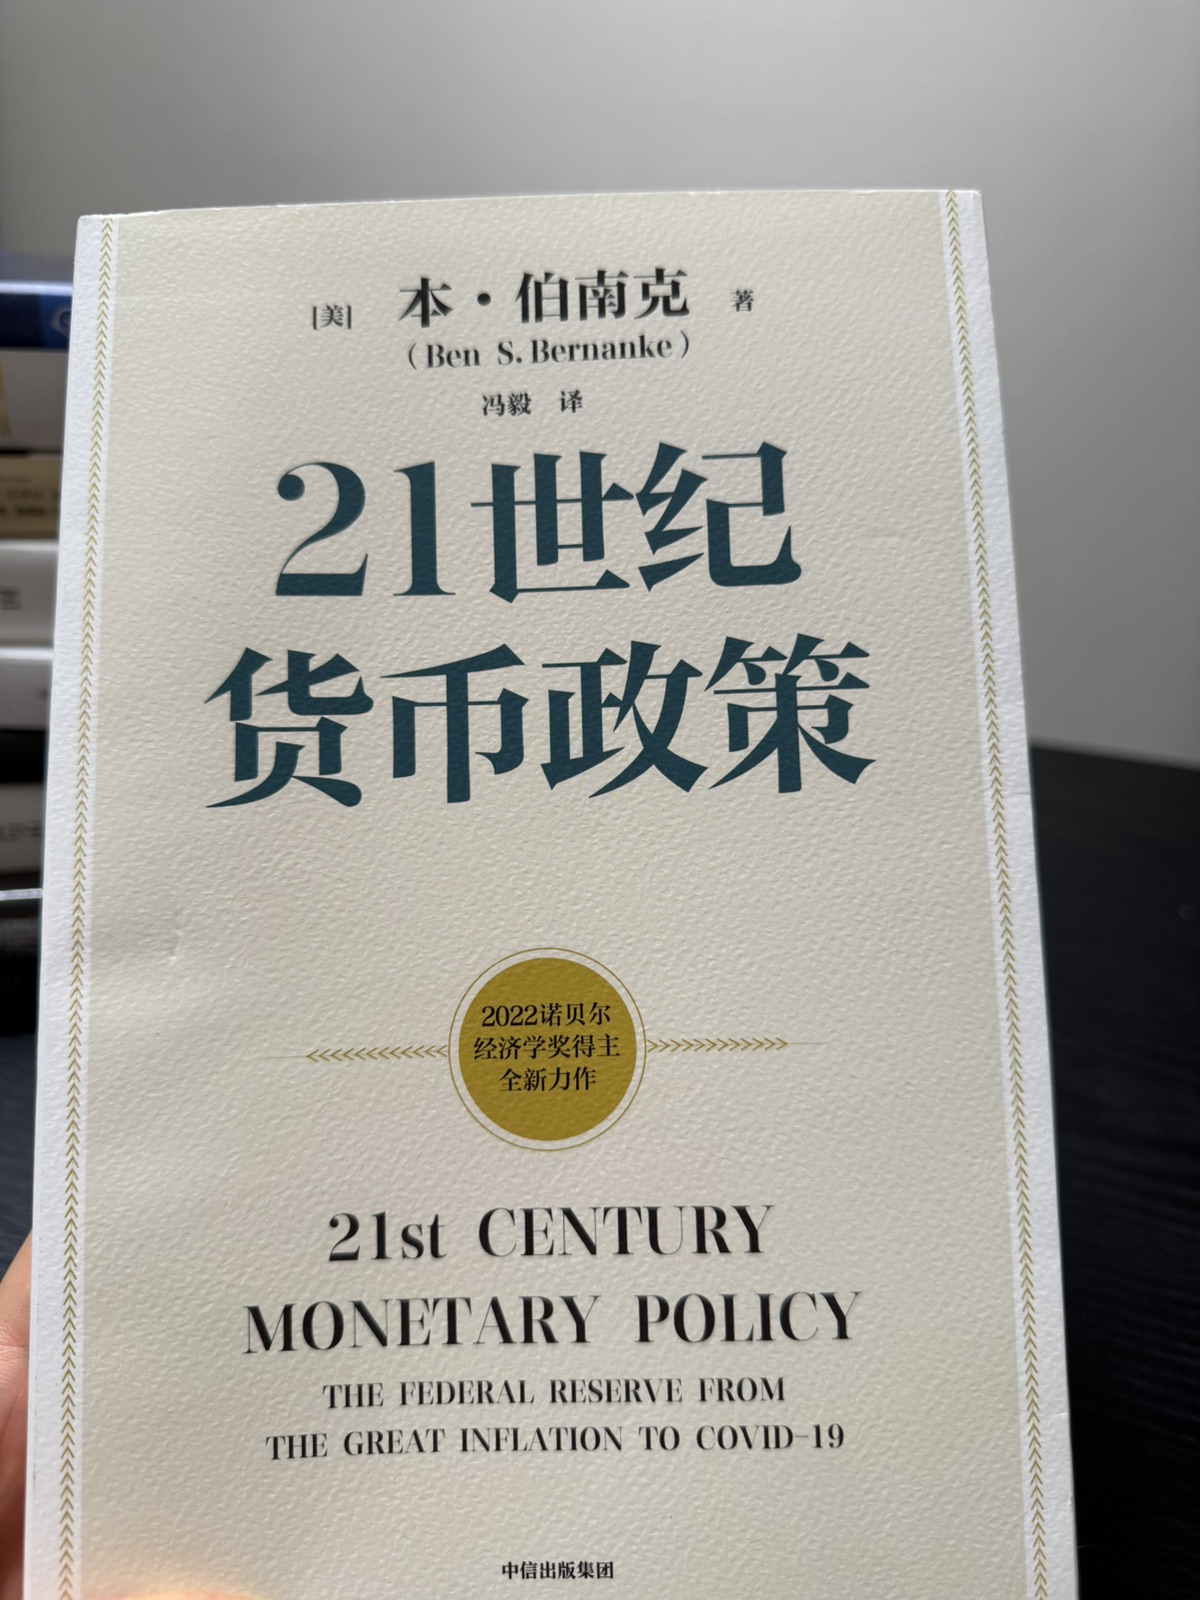 [美] 本·伯南克 著
(Ben S. Bernanke)
冯毅 译
21世纪
货币政策
2022诺贝尔
经济学奖得主
全新力作
21st CENTURY
MONETARY POLICY
THE FEDERAL RESERVE FROM
THE GREAT INFLATION TO COVID-19
中信出版集团